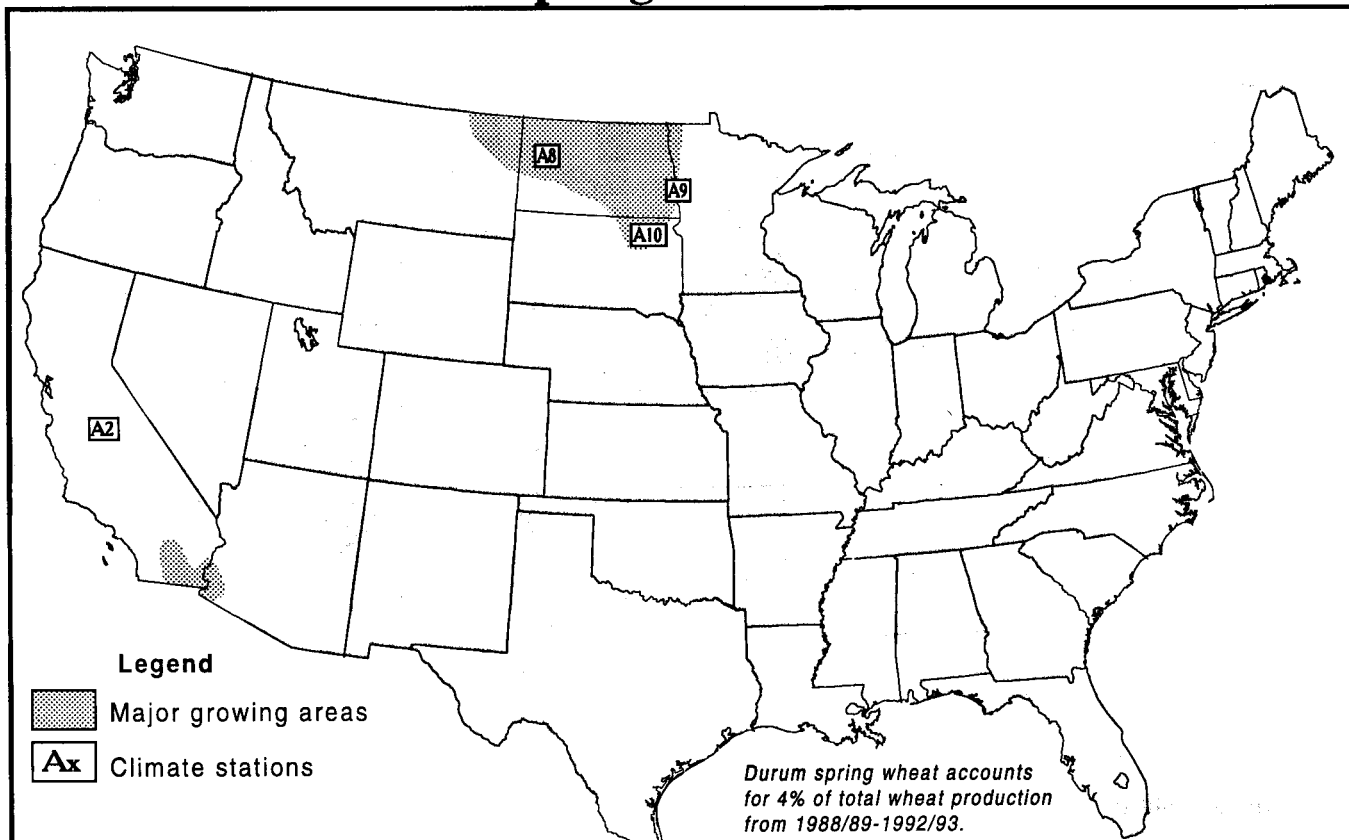 A8
A9
A10
A2
Legend
Major growing areas
Ax Climate stations
Durum spring wheat accounts
for 4% of total wheat production
from 1988/89-1992/93.